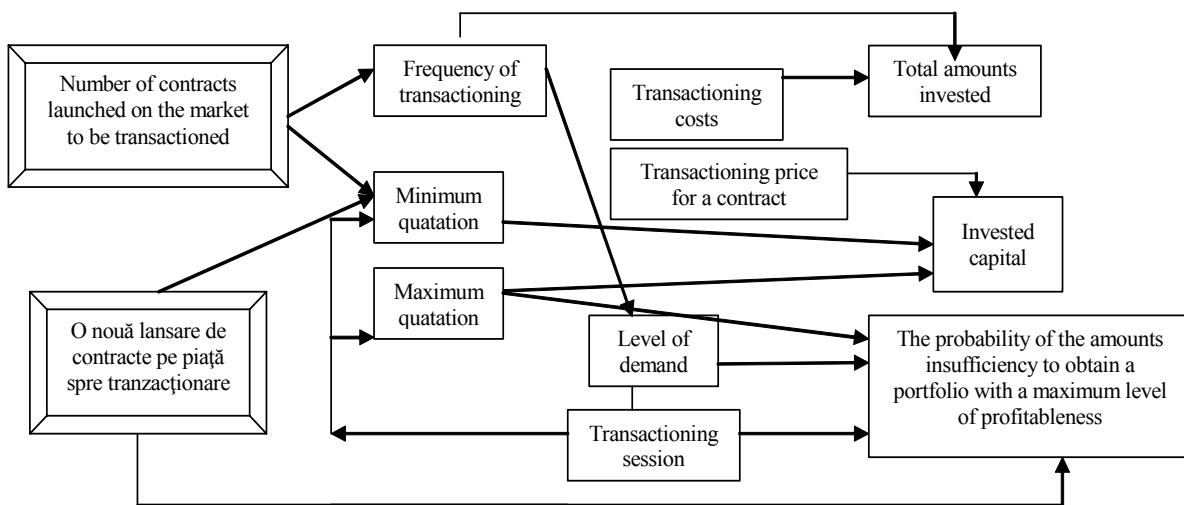 Number of contracts
launched on the market
to be transactioned
Frequency of
transactioning
Transactioning
costs
Total amounts
invested
Minimum
quatation
Transactioning price
for a contract
Invested
capital
Maximum
quatation
O nouă lansare de
contracte pe piaţă
spre tranzacţionare
Level of
demand
The probability of the amounts
insufficiency to obtain a
portfolio with a maximum level
of profitableness
Transactioning
session